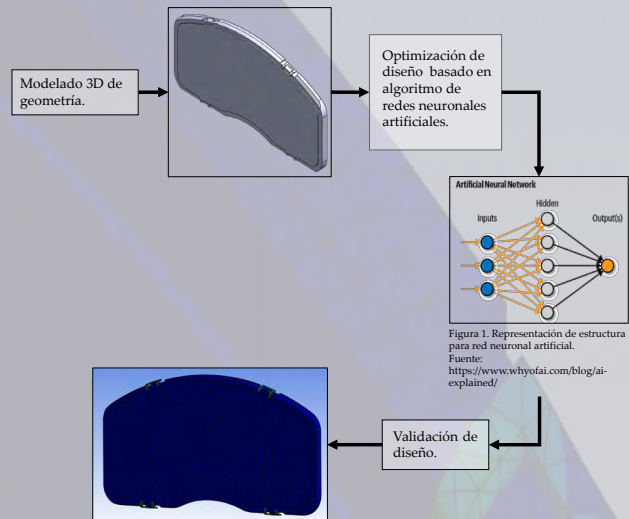 Modelado 3D de
geometría.
Optimización de
diseño basado en
algoritmo de
redes neuronales
artificiales.
Artificial Neural Network
Hidden
Inputs
Output(s)
Figura 1. Representación de estructura
para red neuronal artificial.
Fuente:
https://www.whyofai.com/blog/ai-
explained/
Validación de
diseño.